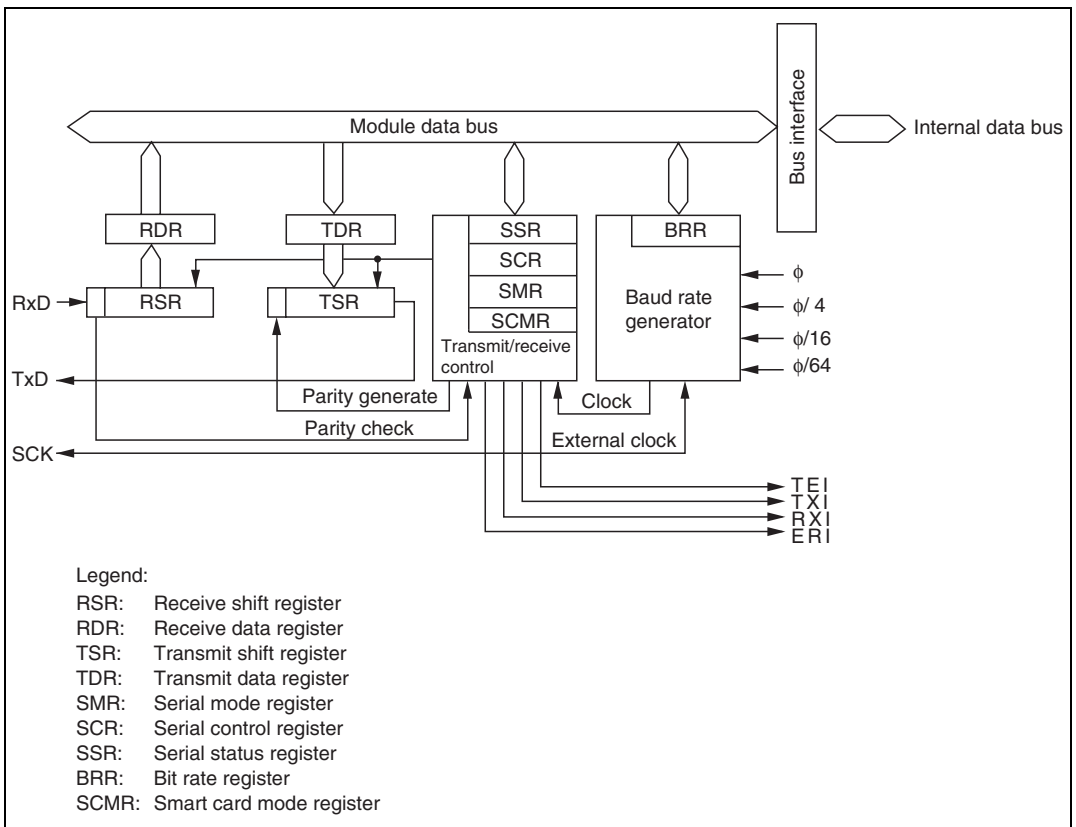 Module data bus
Bus interface
Internal data bus
RDR
TDR
SSR
BRR
SCR
SMR
SCMR
Transmit/receive
control
Baud rate
generator
φ
φ/ 4
φ/16
φ/64
RxD
RSR
TSR
TxD
Parity generate
Clock
Parity check
External clock
SCK
TEI
TXI
RXI
ERI
Legend:
RSR: Receive shift register
RDR: Receive data register
TSR: Transmit shift register
TDR: Transmit data register
SMR: Serial mode register
SCR: Serial control register
SSR: Serial status register
BRR: Bit rate register
SCMR: Smart card mode register